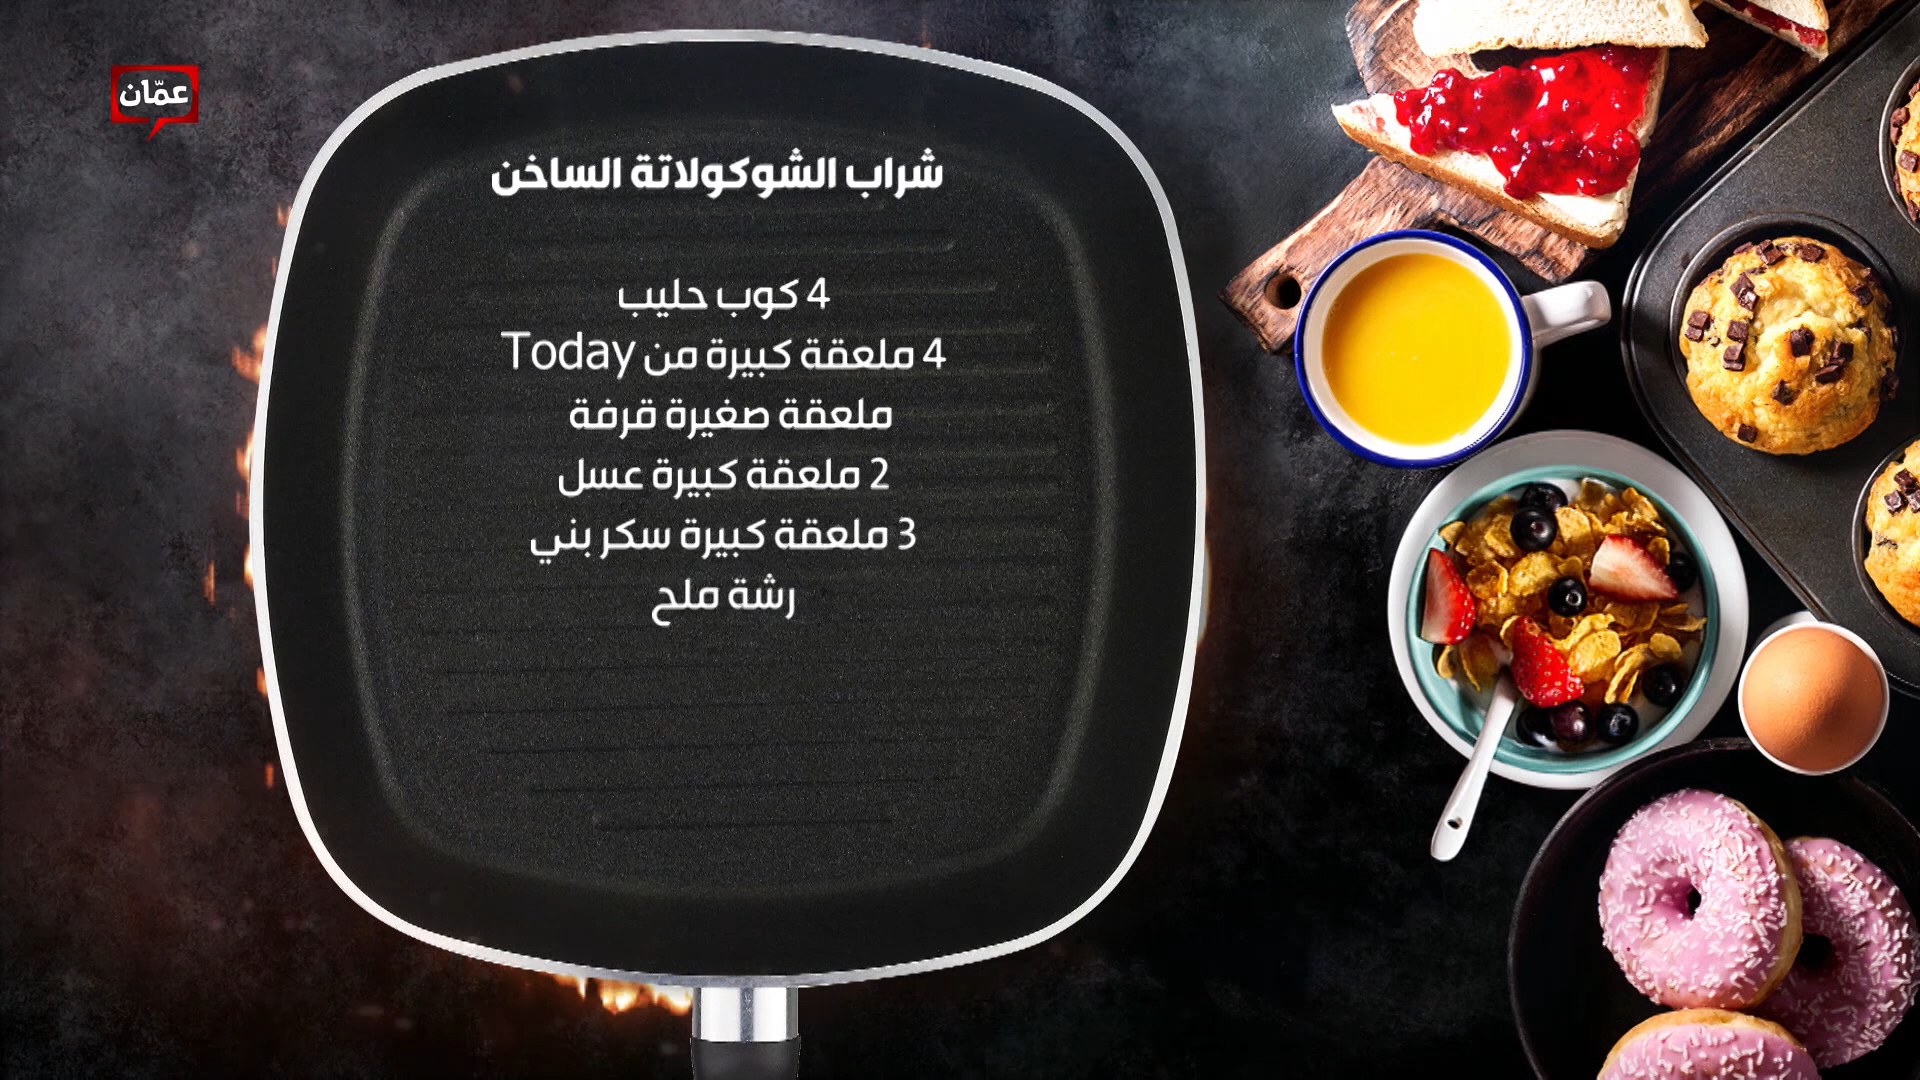 عمّان
شراب الشوكولاتة الساخن
4 كوب حليب
4 ملعقة كبيرة من Today
ملعقة صغيرة قرفة
2 ملعقة كبيرة عسل
3 ملعقة كبيرة سكر بني
رشة ملح